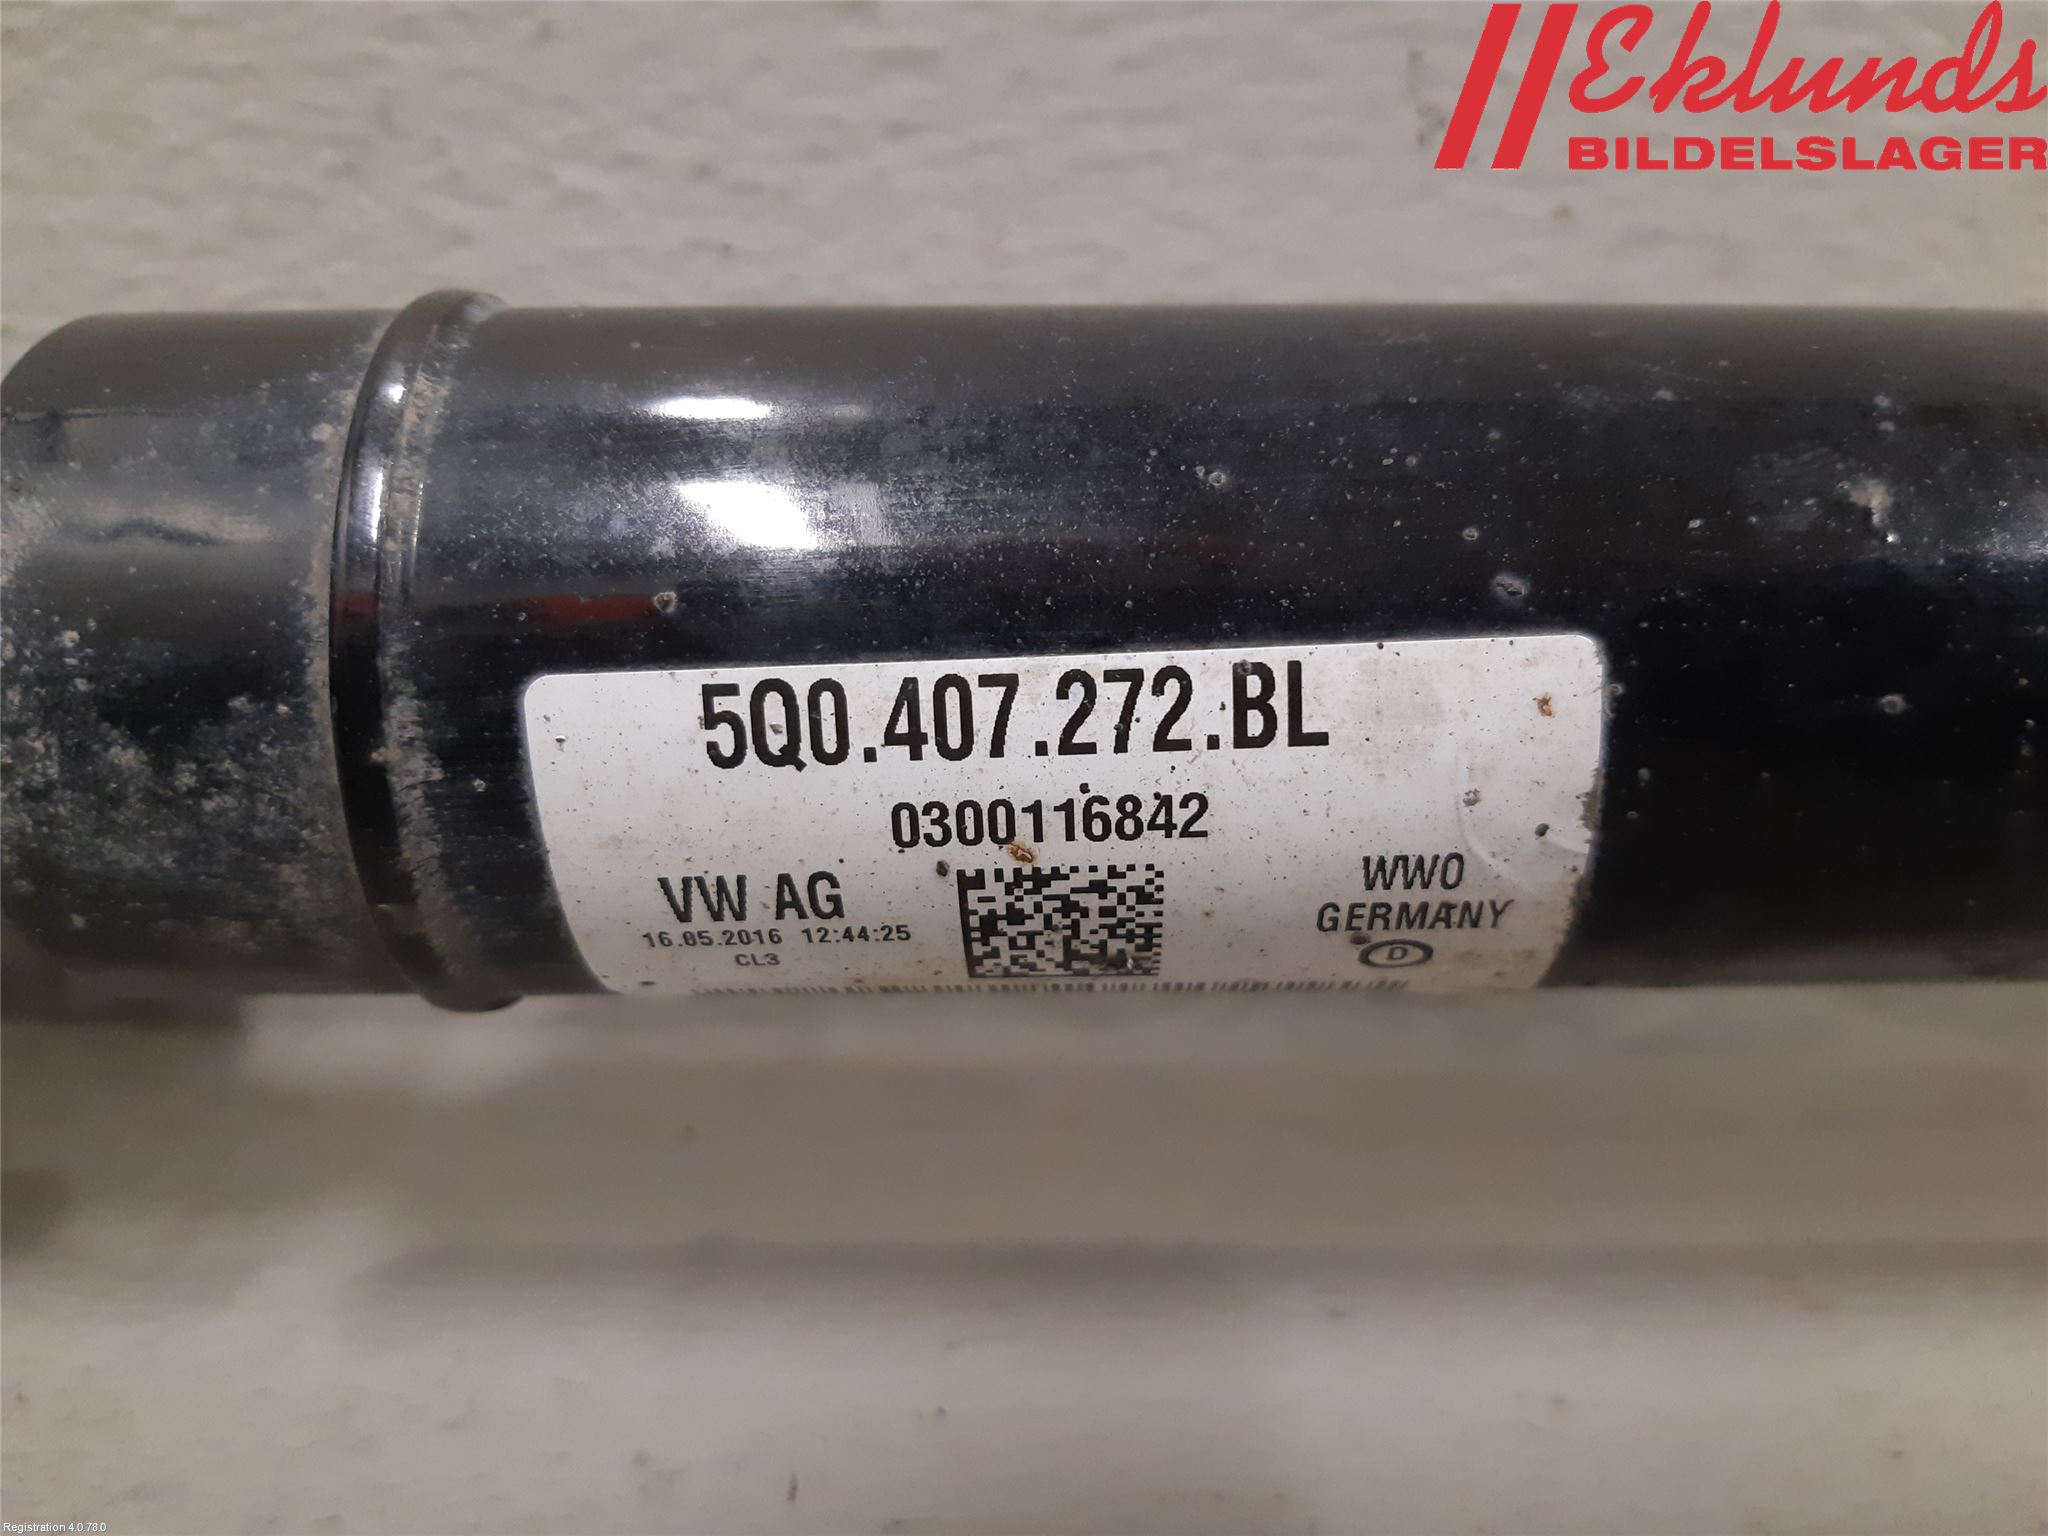 Eklunds
BILDELSLAGER
5Q0.407.272.BL
0300116842
VW AG
16.05.2016 12:44:25
CL3
WWO
GERMANY
D
Registration 4.0.78.0